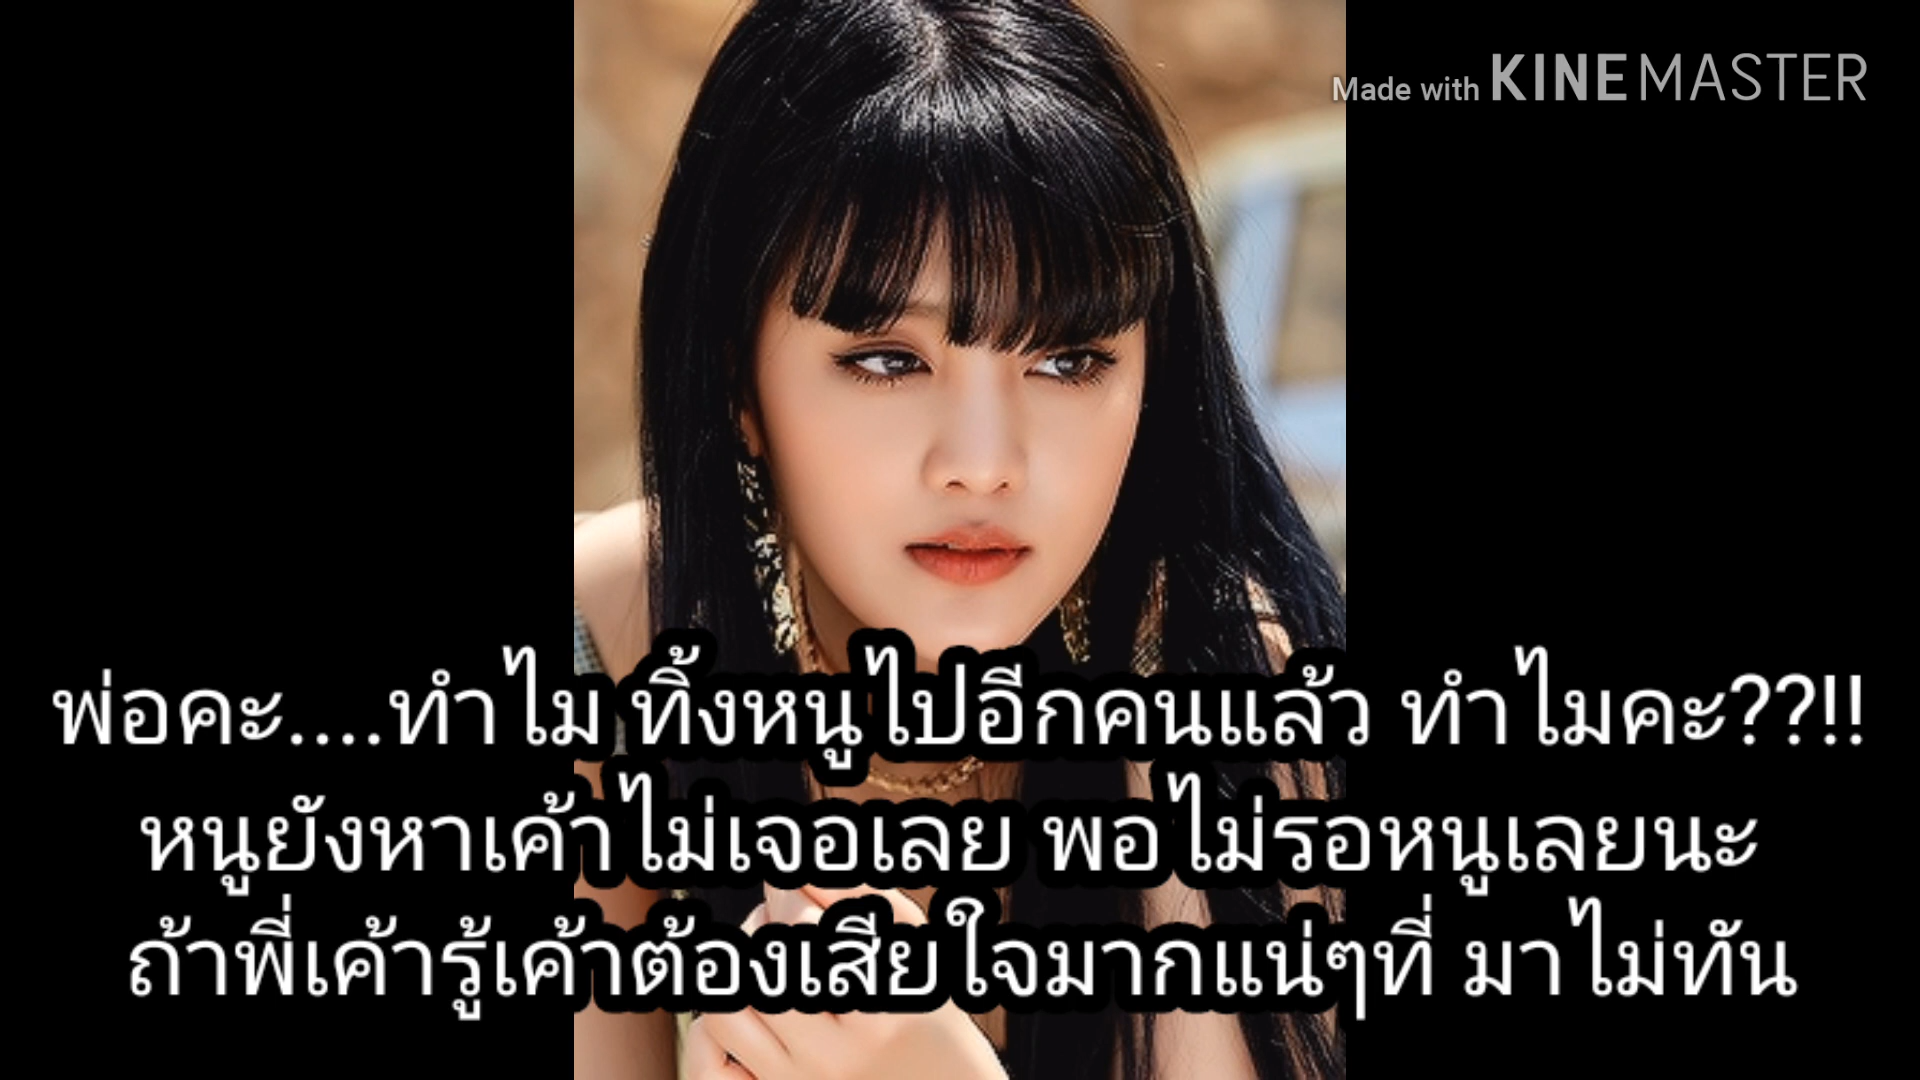 Made with KINEMASTER
พ่อคะ....ทำไม ทิ้งหนูไปอีกคนแล้ว ทำไมคะ??!!
หนูยังหาเค้าไม่เจอเลย พอไม่รอหนูเลยนะ
ถ้าพี่เค้ารู้เค้าต้องเสียใจมากแน่ๆที่ มาไม่ทัน